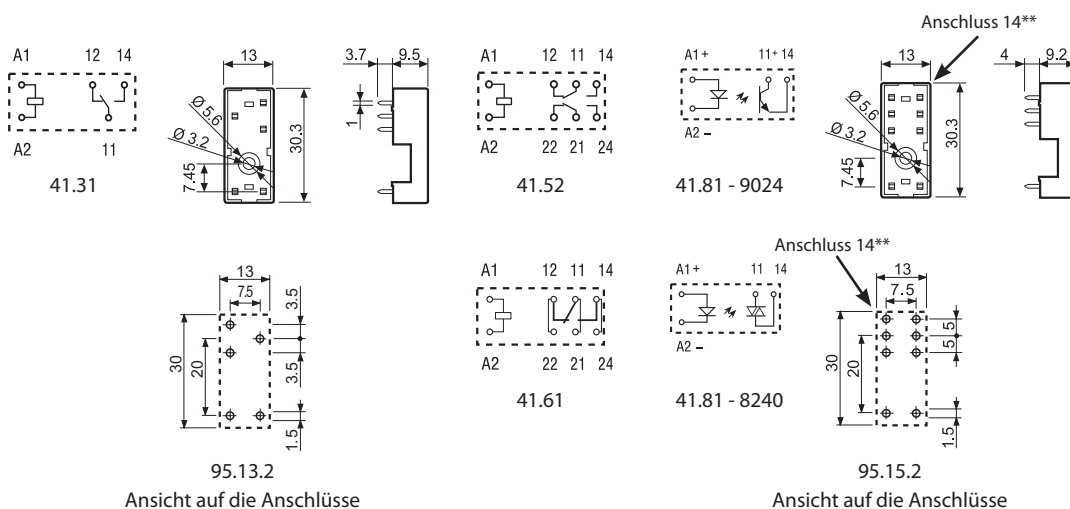 Anschluss 14**
A1
12 14
A2
11
41.31
13
Ø 5.6
Ø 3.2
7.45
30.3
3.7
9.5
1
A1
12 11 14
A2
22 21 24
41.52
A1 +
11+ 14
A2 –
41.81 - 9024
13
Ø 5.6
Ø 3.2
7.45
30.3
4
9.2
13
7.5
3.5
3.5
30
20
1.5
95.13.2
Ansicht auf die Anschlüsse
A1
12 11 14
A2
22 21 24
41.61
A1 +
11 14
A2 –
41.81 - 8240
Anschluss 14**
13
7.5
5
5
30
20
1.5
95.15.2
Ansicht auf die Anschlüsse